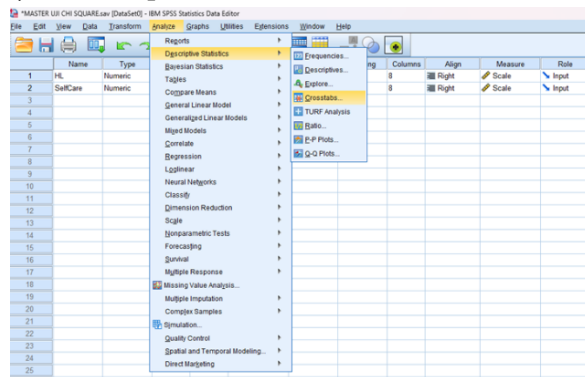 *MASTER UJI CHI SQUARE.sav [DataSet0] - IBM SPSS Statistics Data Editor
File Edit View Data Transform Analyze Graphs Utilities Extensions Window Help
Name Type Columns Align Measure Role
1 HL Numeric 8 Right Scale Input
2 SelfCare Numeric 8 Right Scale Input
3
4
5
6
7
8
9
10
11
12
13
14
15
16
17
18
19
20
21
22
23
24
25
Reports
Descriptive Statistics
Bayesian Statistics
Tables
Compare Means
General Linear Model
Generalized Linear Models
Mixed Models
Correlate
Regression
Loglinear
Neural Networks
Classify
Dimension Reduction
Scale
Nonparametric Tests
Forecasting
Survival
Multiple Response
Missing Value Analysis...
Multiple Imputation
Complex Samples
Simulation...
Quality Control
Spatial and Temporal Modeling...
Direct Marketing
Frequencies...
Descriptives...
Explore...
Crosstabs...
TURF Analysis
Ratio...
P-P Plots...
Q-Q Plots...